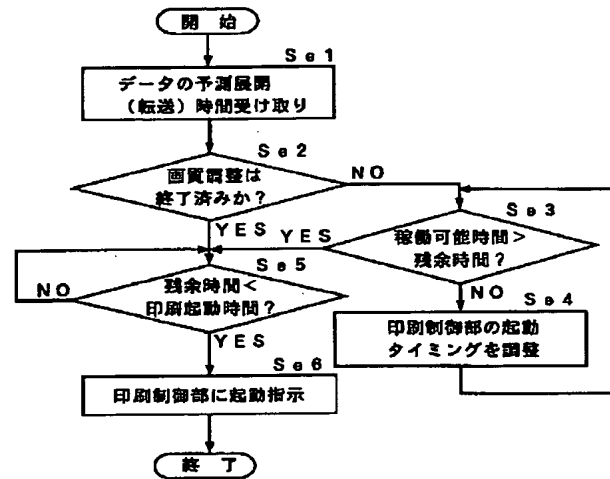 開 始
Se1
データの予測展開
(転送)時間受け取り
Se2
画質調整は
終了済みか?
NO
YES
Se3
稼働可能時間>
残余時間?
YES
NO
Se4
印刷制御部の起動
タイミングを調整
Se5
残余時間<
印刷起動時間?
NO
YES
Se6
印刷制御部に起動指示
終 了